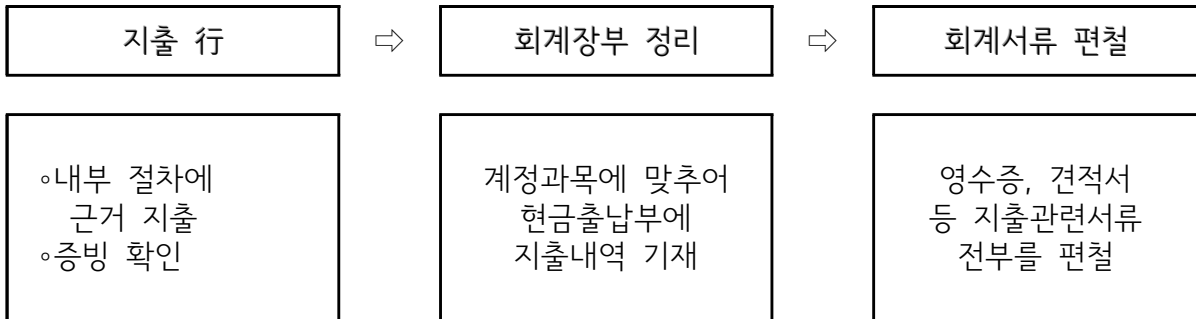 지출 行 ⇨ 회계장부 정리 ⇨ 회계서류 편철
◦내부 절차에
근거 지출
◦증빙 확인
계정과목에 맞추어
현금출납부에
지출내역 기재
영수증, 견적서
등 지출관련서류
전부를 편철